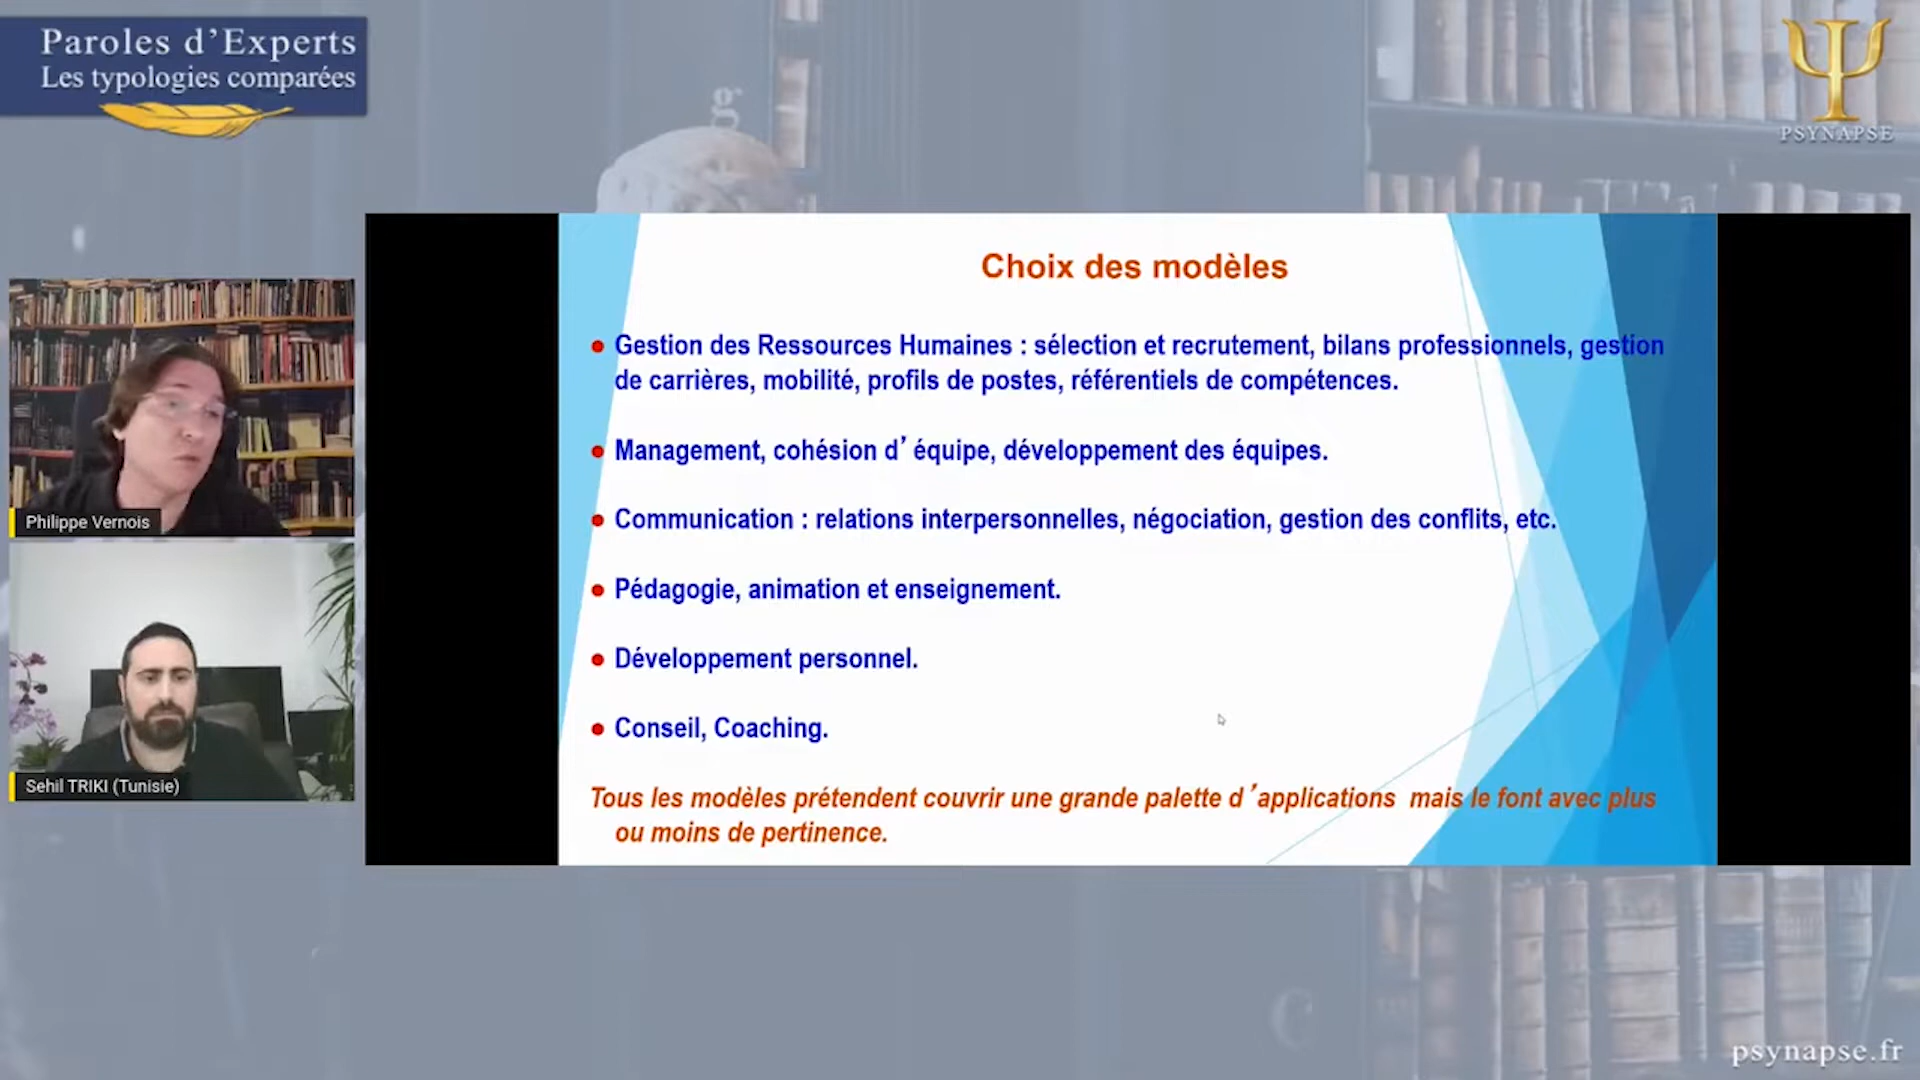 Paroles d'Experts
Les typologies comparées
PSYNAPSE
Choix des modèles
Gestion des Ressources Humaines : sélection et recrutement, bilans professionnels, gestion
de carrières, mobilité, profils de postes, référentiels de compétences.
Management, cohésion d’ équipe, développement des équipes.
Communication : relations interpersonnelles, négociation, gestion des conflits, etc.
Pédagogie, animation et enseignement.
Développement personnel.
Conseil, Coaching.
Tous les modèles prétendent couvrir une grande palette d ’applications mais le font avec plus
ou moins de pertinence.
Philippe Vernois
Sehil TRIKI (Tunisie)
psynapse.fr